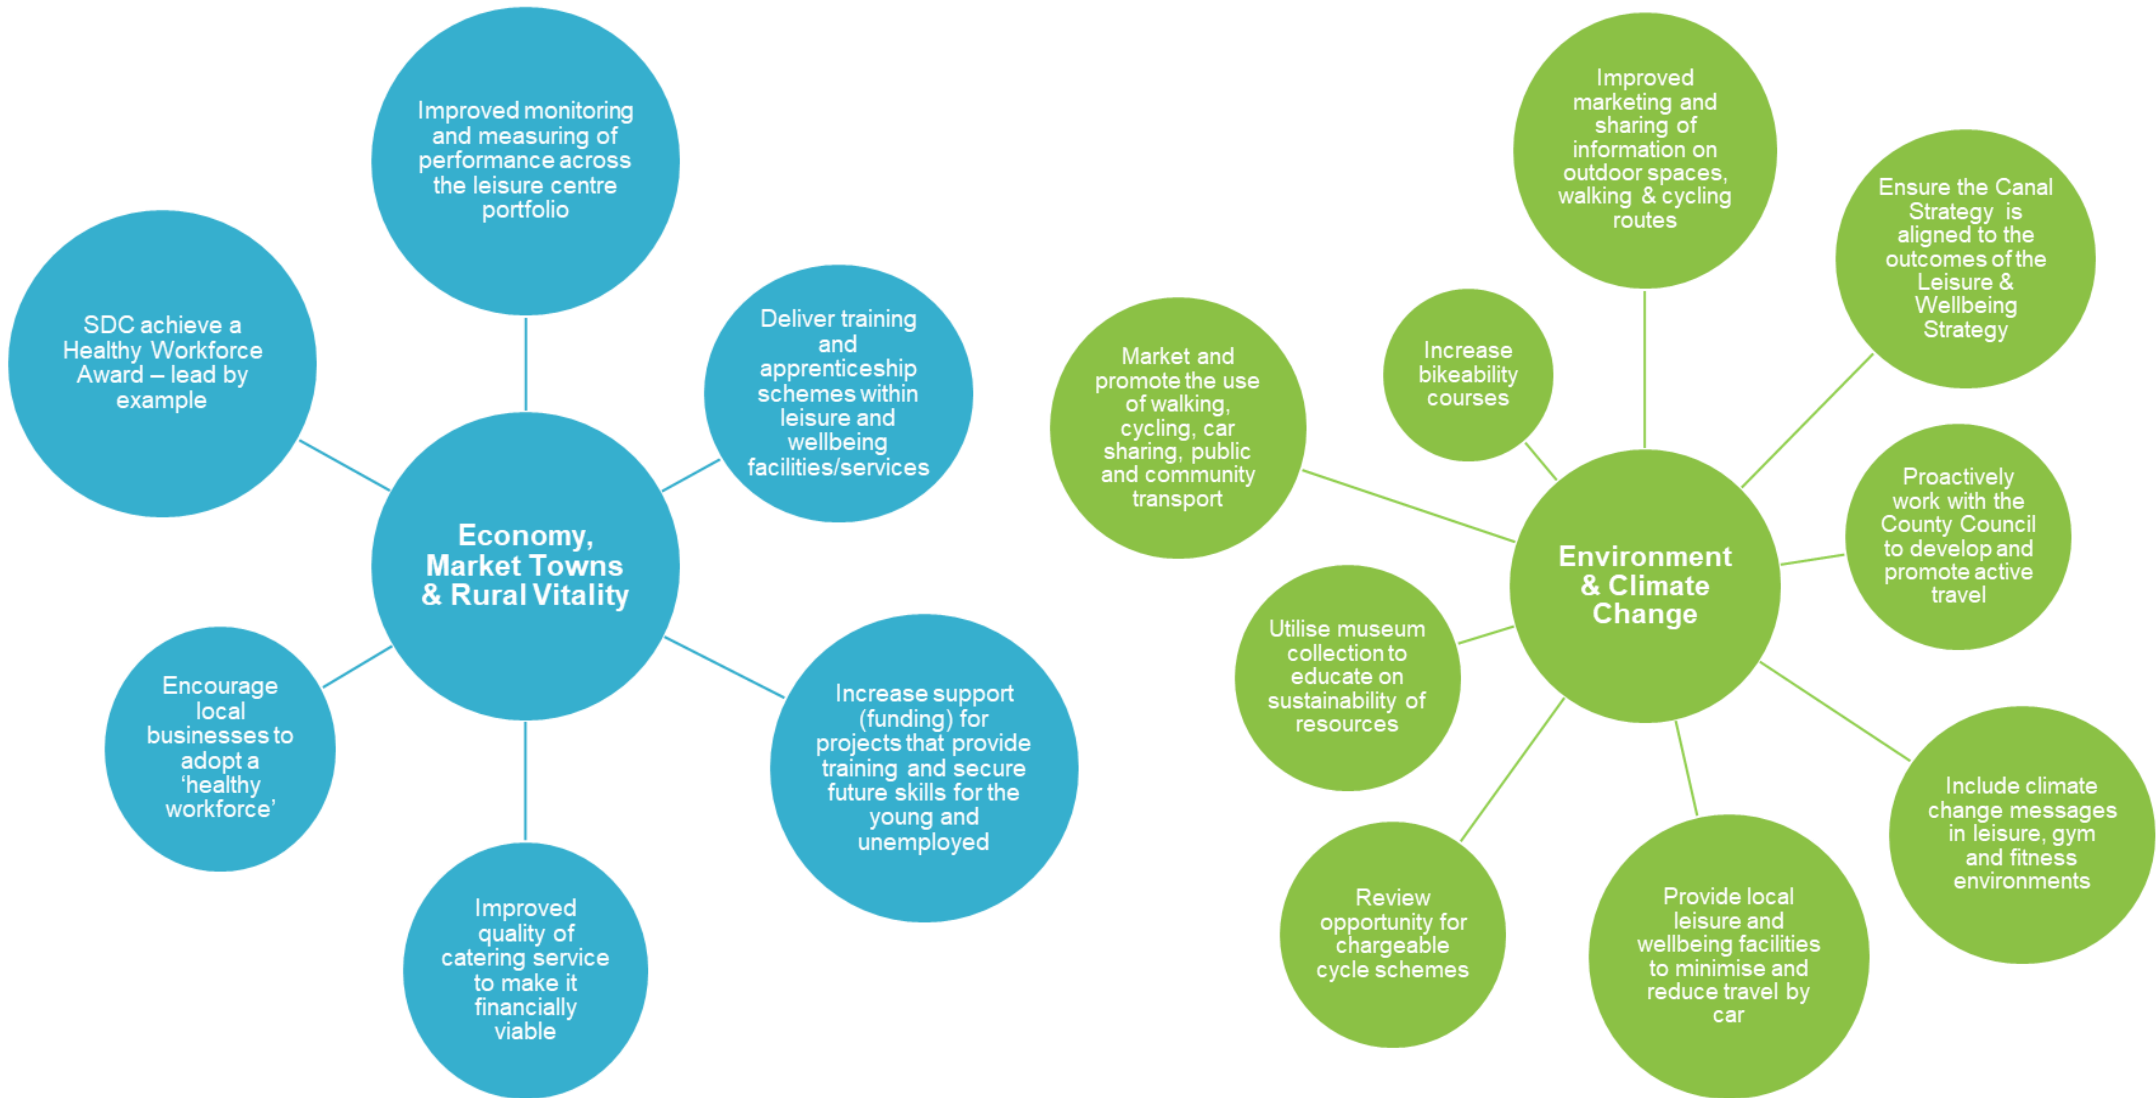 Improved monitoring
and measuring of
performance across
the leisure centre
portfolio
SDC achieve a
Healthy Workforce
Award – lead by
example
Deliver training
and
apprenticeship
schemes within
leisure and
wellbeing
facilities/services
Economy,
Market Towns
& Rural Vitality
Encourage
local
businesses to
adopt a
‘healthy
workforce’
Increase support
(funding) for
projects that provide
training and secure
future skills for the
young and
unemployed
Improved
quality of
catering service
to make it
financially
viable
Improved
marketing and
sharing of
information on
outdoor spaces,
walking & cycling
routes
Ensure the Canal
Strategy is
aligned to the
outcomes of the
Leisure &
Wellbeing
Strategy
Increase
bikeability
courses
Market and
promote the use
of walking,
cycling, car
sharing, public
and community
transport
Proactively
work with the
County Council
to develop and
promote active
travel
Environment
& Climate
Change
Utilise museum
collection to
educate on
sustainability of
resources
Include climate
change messages
in leisure, gym
and fitness
environments
Review
opportunity for
chargeable
cycle schemes
Provide local
leisure and
wellbeing facilities
to minimise and
reduce travel by
car